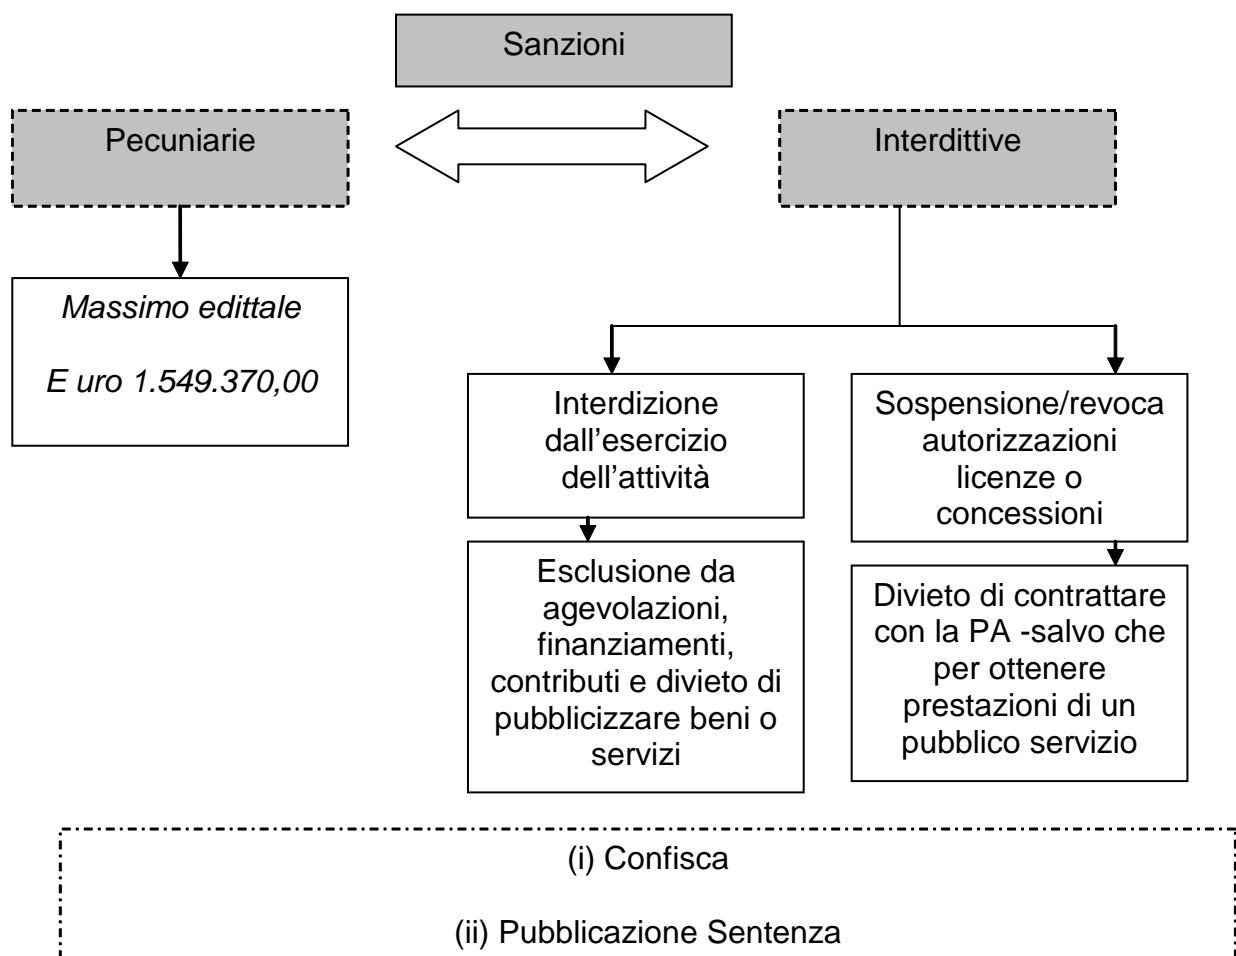 Sanzioni
Pecuniarie
Interdittive
Massimo edittale
E uro 1.549.370,00
Interdizione
dall’esercizio
dell’attività
Sospensione/revoca
autorizzazioni
licenze o
concessioni
Esclusione da
agevolazioni,
finanziamenti,
contributi e divieto di
pubblicizzare beni o
servizi
Divieto di contrattare
con la PA -salvo che
per ottenere
prestazioni di un
pubblico servizio
(i) Confisca
(ii) Pubblicazione Sentenza